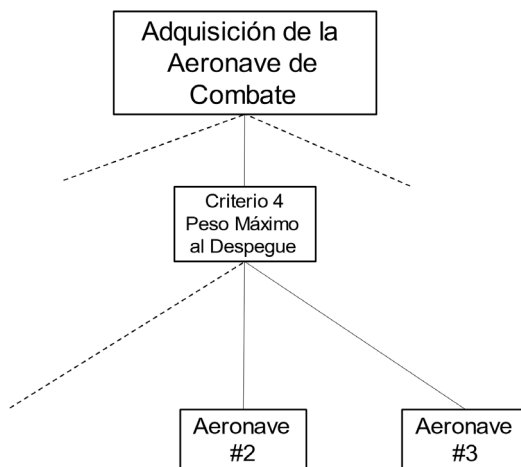 Adquisición de la
Aeronave de
Combate
Criterio 4
Peso Máximo
al Despegue
Aeronave
#2
Aeronave
#3